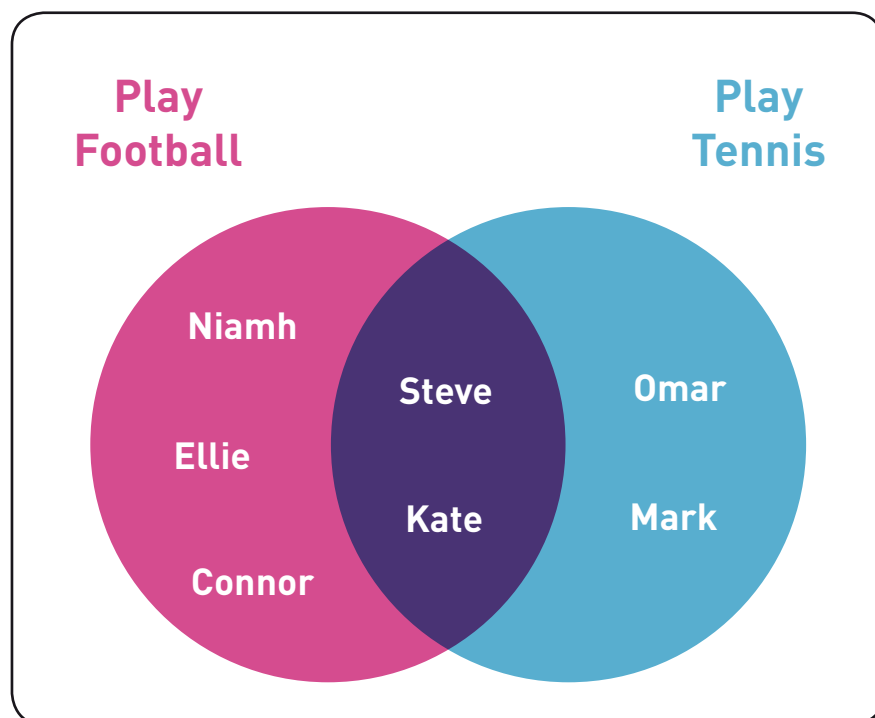 Play
Football
Play
Tennis
Niamh
Ellie
Connor
Steve
Kate
Omar
Mark